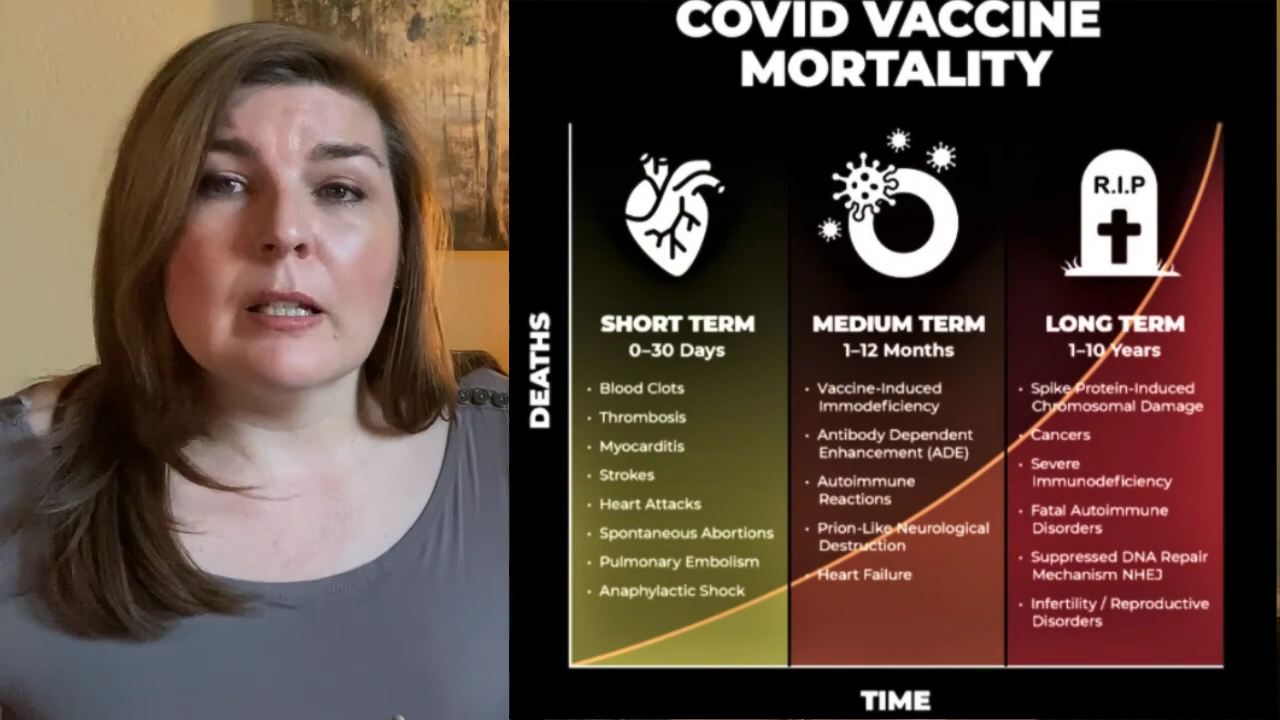 COVID VACCINE
MORTALITY
R.I.P
DEATHS
SHORT TERM
0–30 Days
• Blood Clots
• Thrombosis
• Myocarditis
• Strokes
• Heart Attacks
• Spontaneous Abortions
• Pulmonary Embolism
• Anaphylactic Shock
MEDIUM TERM
1–12 Months
• Vaccine-Induced
Immodeficiency
• Antibody Dependent
Enhancement (ADE)
• Autoimmune
Reactions
• Prion-Like Neurological
Destruction
• Heart Failure
LONG TERM
1–10 Years
• Spike Protein-Induced
Chromosomal Damage
• Cancers
• Severe
Immunodeficiency
• Fatal Autoimmune
Disorders
• Suppressed DNA Repair
Mechanism NHEJ
• Infertility / Reproductive
Disorders
TIME